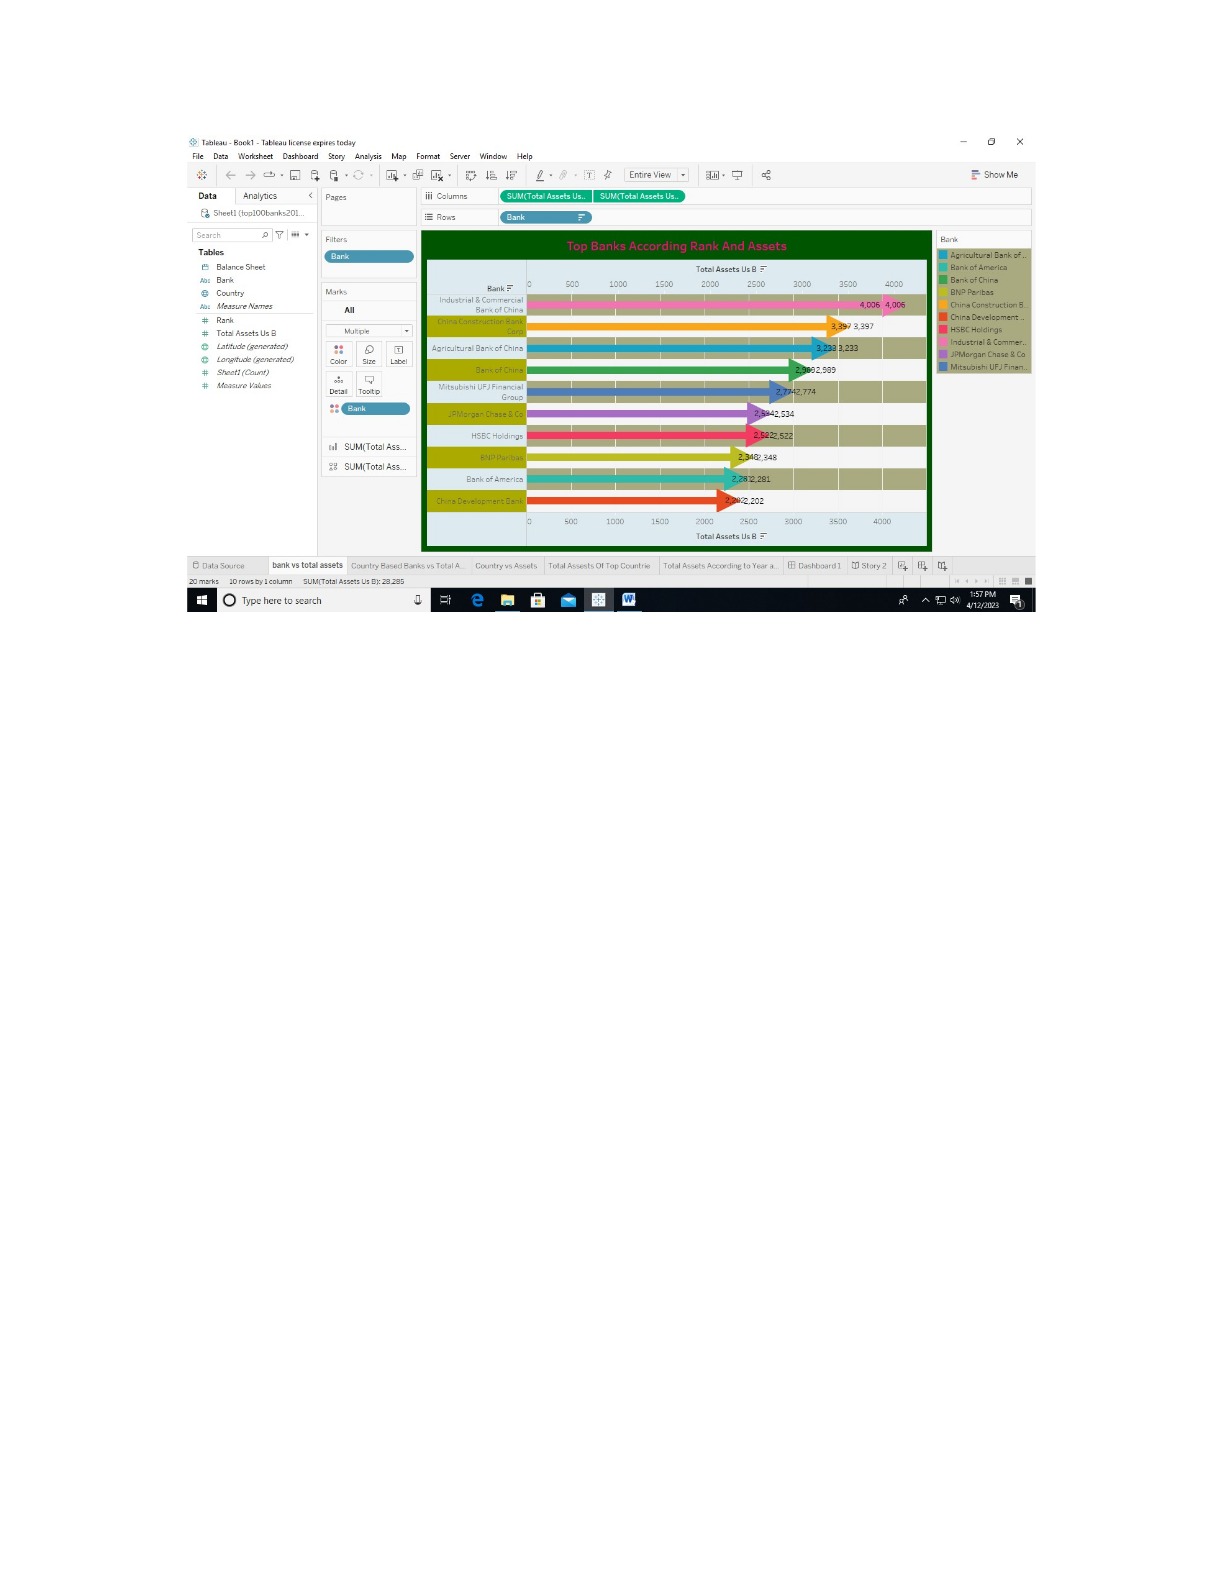 Tableau - Book1 - Tableau license expires today
File Data Worksheet Dashboard Story Analysis Map Format Server Window Help
Entire View
Show Me
Data Analytics
Sheet1 (top100banks201...
Search
Tables
Balance Sheet
Abc Bank
Country
Abc Measure Names
# Rank
# Total Assets Us B
Latitude (generated)
Longitude (generated)
# Sheet1 (Count)
# Measure Values
Pages
Filters
Bank
Marks
All
Multiple
Color Size Label
Detail Tooltip
Bank
SUM(Total Ass...
SUM(Total Ass...
Columns SUM(Total Assets Us.. SUM(Total Assets Us..
Rows Bank
Top Banks According Rank And Assets
Total Assets Us B
Bank 0 500 1000 1500 2000 2500 3000 3500 4000
Industrial & Commercial
Bank of China 4,006 4,006
China Construction Bank
Corp 3,397 3,397
Agricultural Bank of China 3,233 3,233
Bank of China 2,989 2,989
Mitsubishi UFJ Financial
Group 2,774 2,774
JPMorgan Chase & Co 2,534 2,534
HSBC Holdings 2,522 2,522
BNP Paribas 2,348 2,348
Bank of America 2,281 2,281
China Development Bank 2,202 2,202
0 500 1000 1500 2000 2500 3000 3500 4000
Total Assets Us B
Bank
Agricultural Bank of ..
Bank of America
Bank of China
BNP Paribas
China Construction B..
China Development ..
HSBC Holdings
Industrial & Commer..
JPMorgan Chase & Co
Mitsubishi UFJ Finan..
Data Source bank vs total assets Country Based Banks vs Total A... Country vs Assets Total Assests Of Top Countrie Total Assets According to Year a... Dashboard 1 Story 2
20 marks 10 rows by 1 column SUM(Total Assets Us B): 28,285
Type here to search
1:57 PM
4/12/2023
1